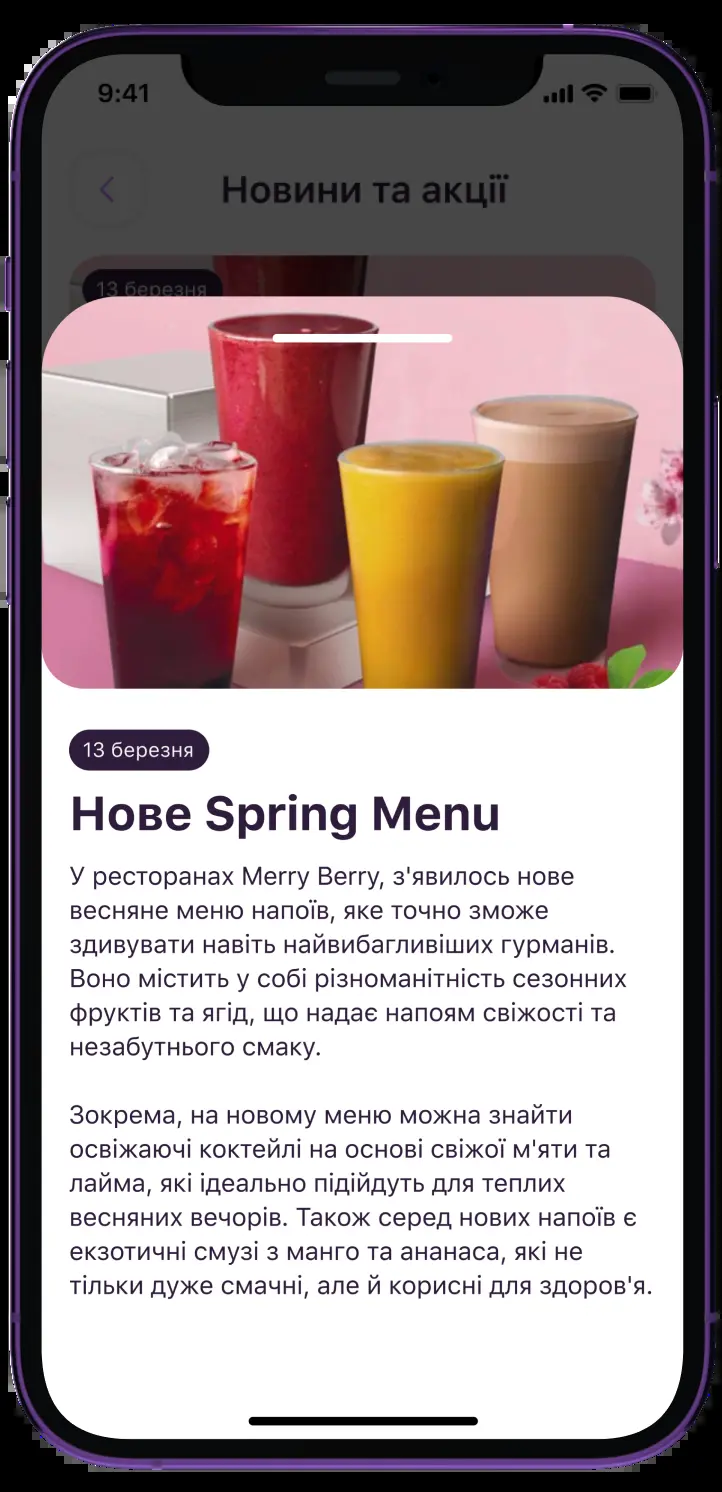 9:41
Новини та акції
13 березня
13 березня
Нове Spring Menu
У ресторанах Merry Berry, з'явилось нове
весняне меню напоїв, яке точно зможе
здивувати навіть найвибагливіших гурманів.
Воно містить у собі різноманітність сезонних
фруктів та ягід, що надає напоям свіжості та
незабутнього смаку.
Зокрема, на новому меню можна знайти
освіжаючі коктейлі на основі свіжої м'яти та
лайма, які ідеально підійдуть для теплих
весняних вечорів. Також серед нових напоїв є
екзотичні смузі з манго та ананаса, які не
тільки дуже смачні, але й корисні для здоров'я.